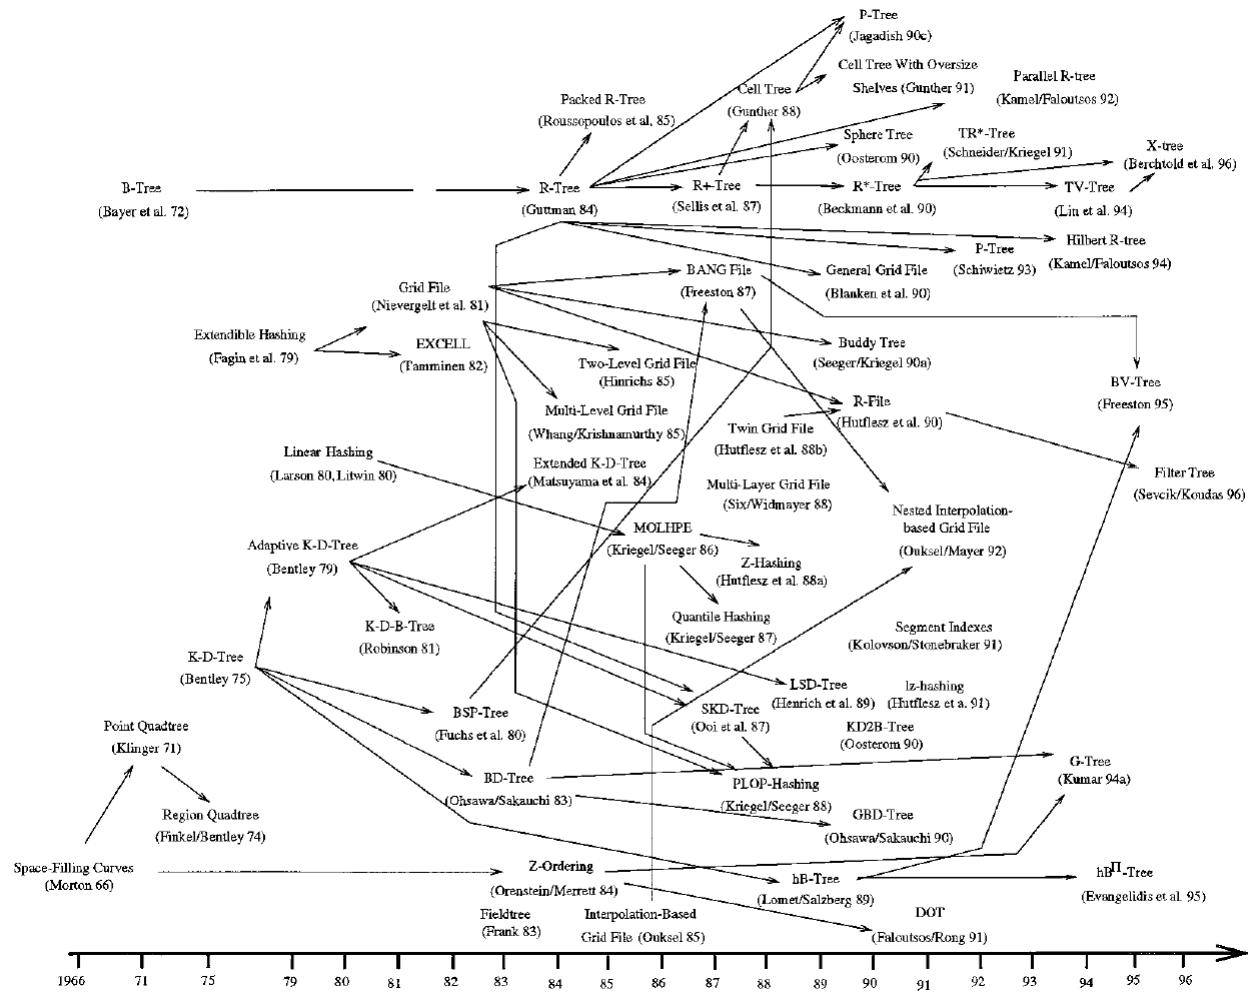 P-Tree
(Jagadish 90c)
Cell Tree With Oversize
Shelves (Gunther 91)
Parallel R-tree
(Kamel/Faloutsos 92)
Cell Tree
(Gunther 88)
Packed R-Tree
(Roussopoulos et al. 85)
Sphere Tree
(Oosterom 90)
TR*-Tree
(Schneider/Kriegel 91)
X-tree
(Berchtold et al. 96)
B-Tree
(Bayer et al. 72)
R-Tree
(Guttman 84)
R+-Tree
(Sellis et al. 87)
R*-Tree
(Beckmann et al. 90)
TV-Tree
(Lin et al. 94)
Hilbert R-tree
(Kamel/Faloutsos 94)
P-Tree
(Schiwietz 93)
BANG File
(Freeston 87)
General Grid File
(Blanken et al. 90)
Grid File
(Nievergelt et al. 81)
Extendible Hashing
(Fagin et al. 79)
EXCELL
(Tamminen 82)
Two-Level Grid File
(Hinrichs 85)
Buddy Tree
(Seeger/Kriegel 90a)
BV-Tree
(Freeston 95)
Multi-Level Grid File
(Whang/Krishnamurthy 85)
R-File
(Hutflesz et al. 90)
Twin Grid File
(Hutflesz et al. 88b)
Linear Hashing
(Larson 80, Litwin 80)
Extended K-D-Tree
(Matsuyama et al. 84)
Filter Tree
(Sevcik/Koudas 96)
Multi-Layer Grid File
(Six/Widmayer 88)
Nested Interpolation-
based Grid File
(Ouksel/Mayer 92)
MOLHPE
(Kriegel/Seeger 86)
Adaptive K-D-Tree
(Bentley 79)
Z-Hashing
(Hutflesz et al. 88a)
K-D-B-Tree
(Robinson 81)
Quantile Hashing
(Kriegel/Seeger 87)
Segment Indexes
(Kolovson/Stonebraker 91)
K-D-Tree
(Bentley 75)
LSD-Tree
(Henrich et al. 89)
lz-hashing
(Hutflesz e a. 91)
BSP-Tree
(Fuchs et al. 80)
SKD-Tree
(Ooi et al. 87)
KD2B-Tree
(Oosterom 90)
Point Quadtree
(Klinger 71)
BD-Tree
(Ohsawa/Sakauchi 83)
PLOP-Hashing
(Kriegel/Seeger 88)
G-Tree
(Kumar 94a)
Region Quadtree
(Finkel/Bentley 74)
GBD-Tree
(Ohsawa/Sakauchi 90)
Space-Filling Curves
(Morton 66)
Z-Ordering
(Orenstein/Merrett 84)
hB-Tree
(Lomet/Salzberg 89)
hBΠ-Tree
(Evangelidis et al. 95)
Fieldtree
(Frank 83)
Interpolation-Based
Grid File (Ouksel 85)
DOT
(Faloutsos/Rong 91)
1966 71 75 79 80 81 82 83 84 85 86 87 88 89 90 91 92 93 94 95 96